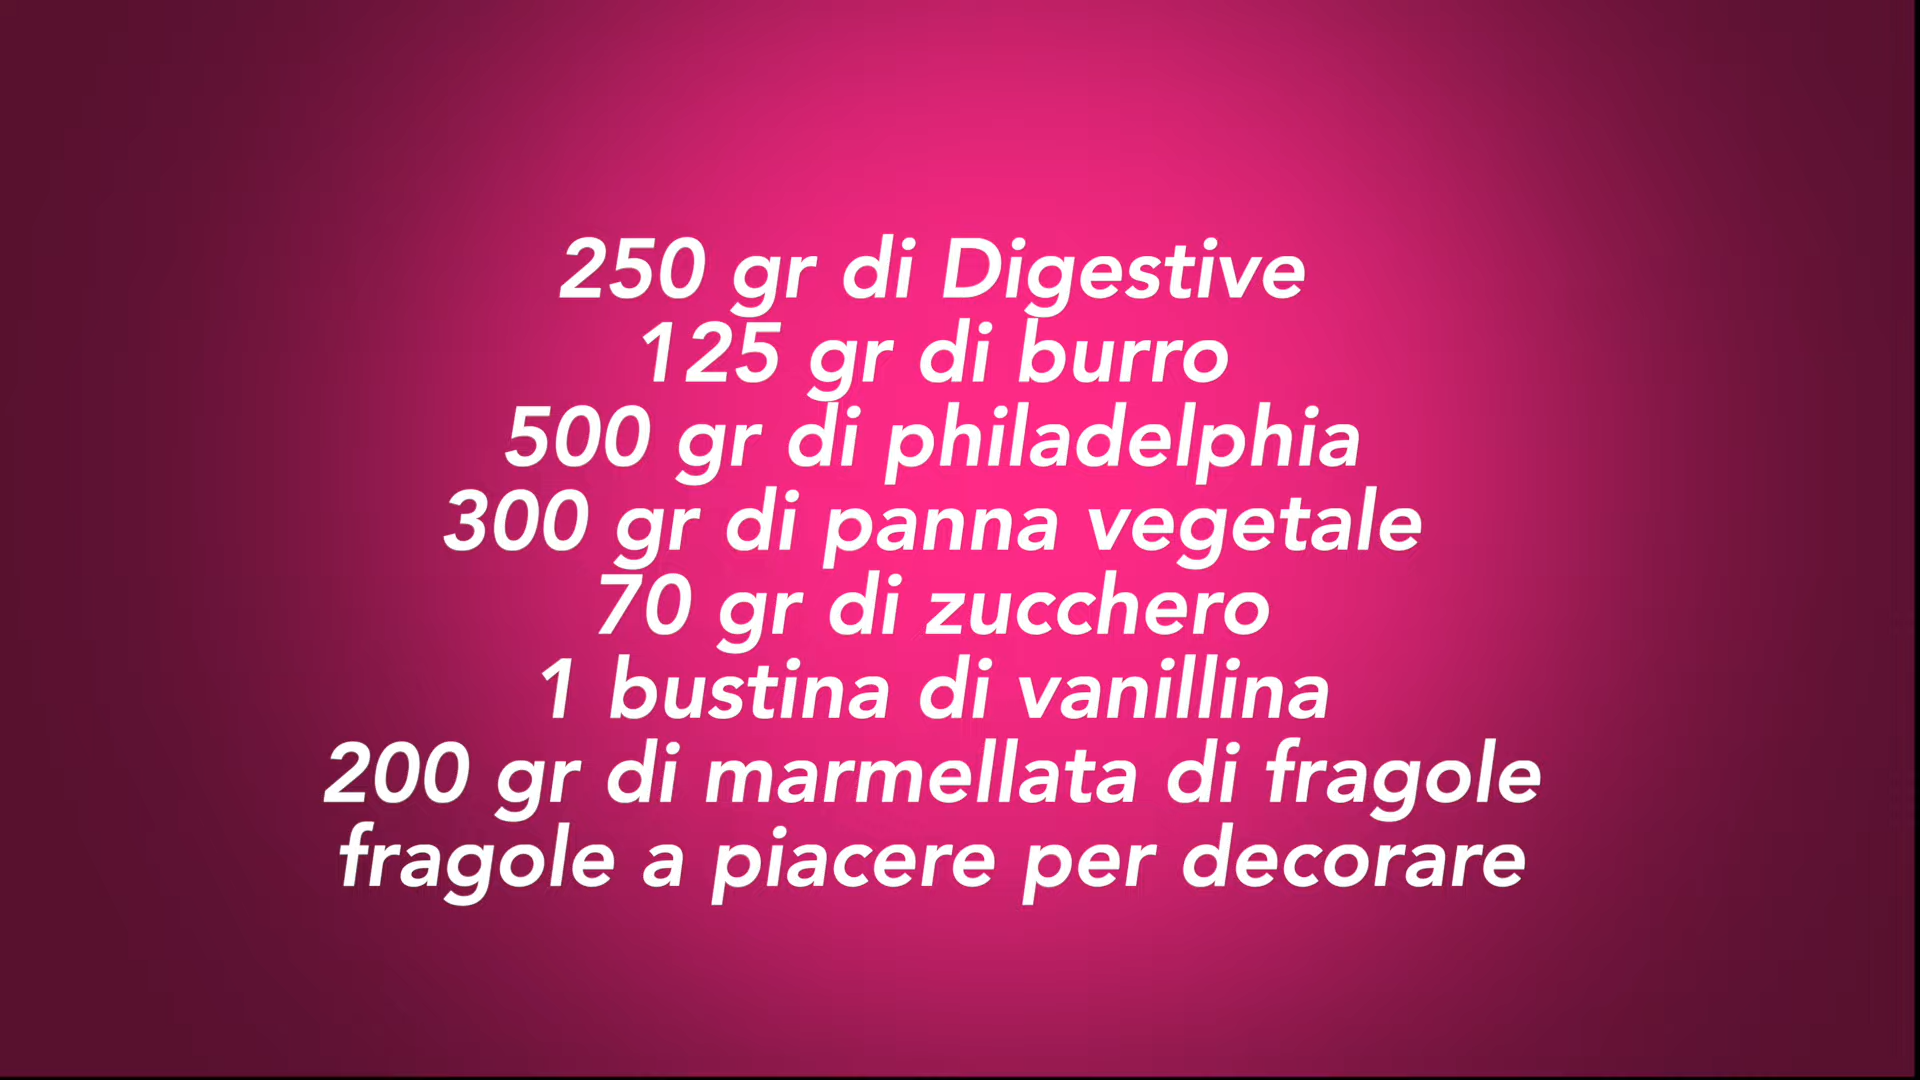 250 gr di Digestive
125 gr di burro
500 gr di philadelphia
300 gr di panna vegetale
70 gr di zucchero
1 bustina di vanillina
200 gr di marmellata di fragole
fragole a piacere per decorare